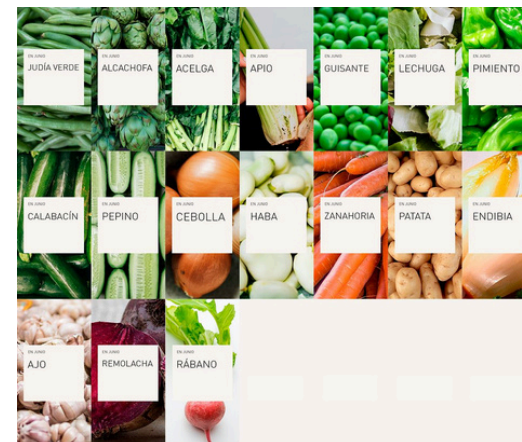 EN JUNIO
JUDÍA VERDE
EN JUNIO
ALCACHOFA
EN JUNIO
ACELGA
EN JUNIO
APIO
EN JUNIO
GUISANTE
EN JUNIO
LECHUGA
EN JUNIO
PIMIENTO
EN JUNIO
CALABACÍN
EN JUNIO
PEPINO
EN JUNIO
CEBOLLA
EN JUNIO
HABA
EN JUNIO
ZANAHORIA
EN JUNIO
PATATA
EN JUNIO
ENDIBIA
EN JUNIO
AJO
EN JUNIO
REMOLACHA
EN JUNIO
RÁBANO